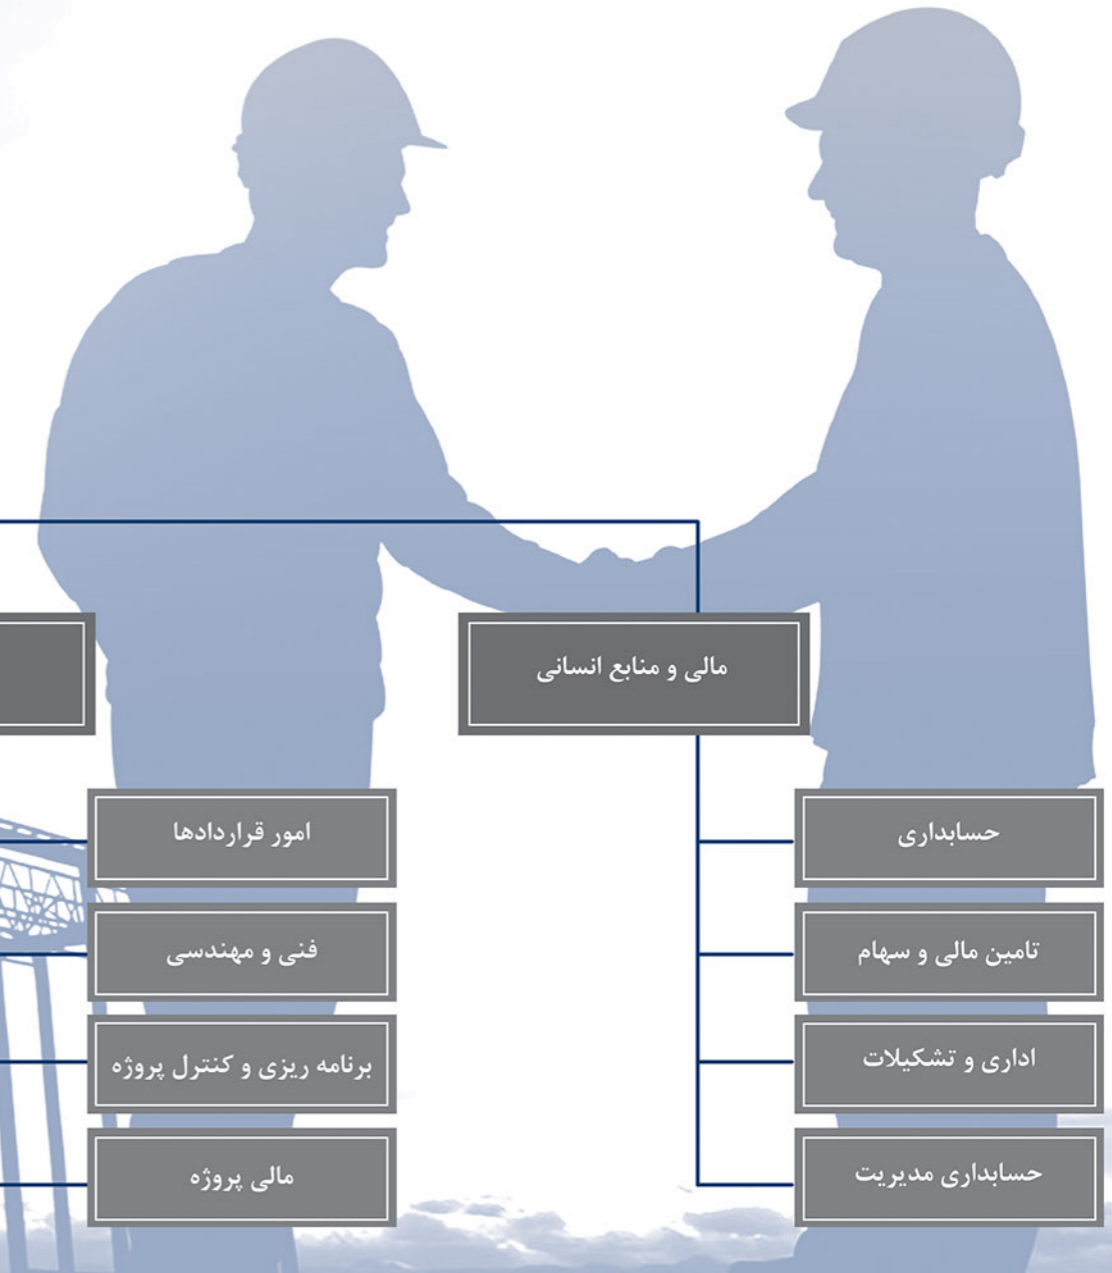 مالی و منابع انسانی
حسابداری
تامین مالی و سهام
اداری و تشکیلات
حسابداری مدیریت
امور قراردادها
فنی و مهندسی
برنامه ریزی و کنترل پروژه
مالی پروژه